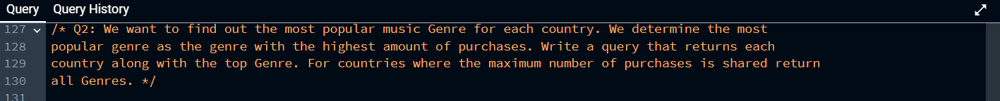 Query Query History
127 /* Q2: We want to find out the most popular music Genre for each country. We determine the most
128 popular genre as the genre with the highest amount of purchases. Write a query that returns each
129 country along with the top Genre. For countries where the maximum number of purchases is shared return
130 all Genres. */
131